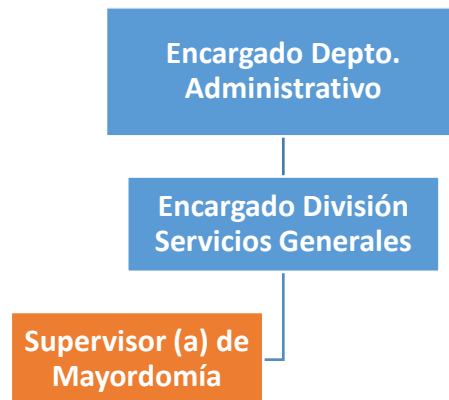 Encargado Depto.
Administrativo
Encargado División
Servicios Generales
Supervisor (a) de
Mayordomía